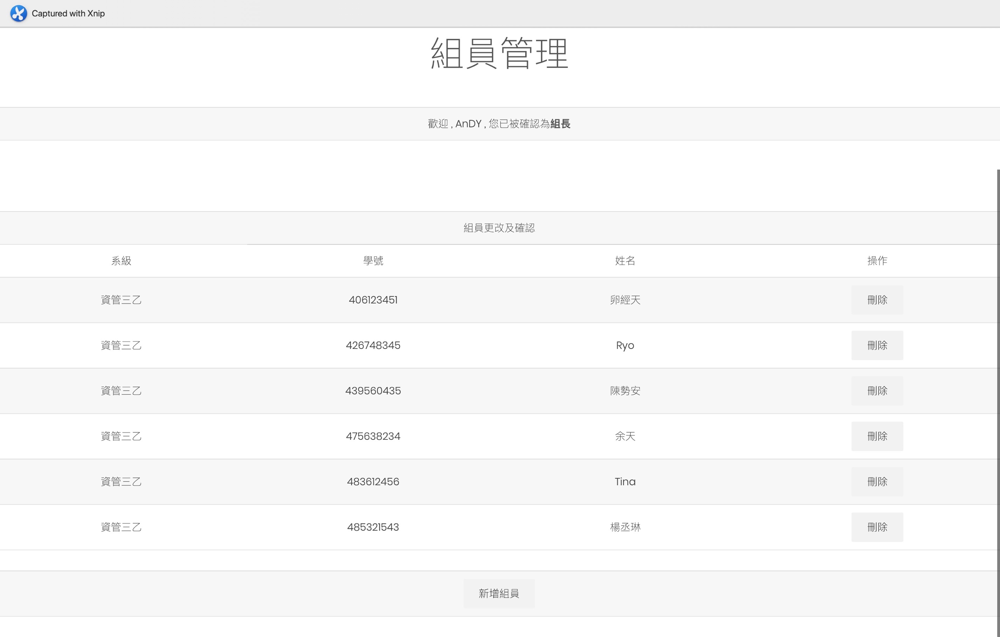 Captured with Xnip
組員管理
歡迎 , AnDY , 您已被確認為組長
組員更改及確認
系級 學號 姓名 操作
資管三乙 406123451 卵經天 刪除
資管三乙 426748345 Ryo 刪除
資管三乙 439560435 陳勢安 刪除
資管三乙 475638234 余天 刪除
資管三乙 483612456 Tina 刪除
資管三乙 485321543 楊丞琳 刪除
新增組員